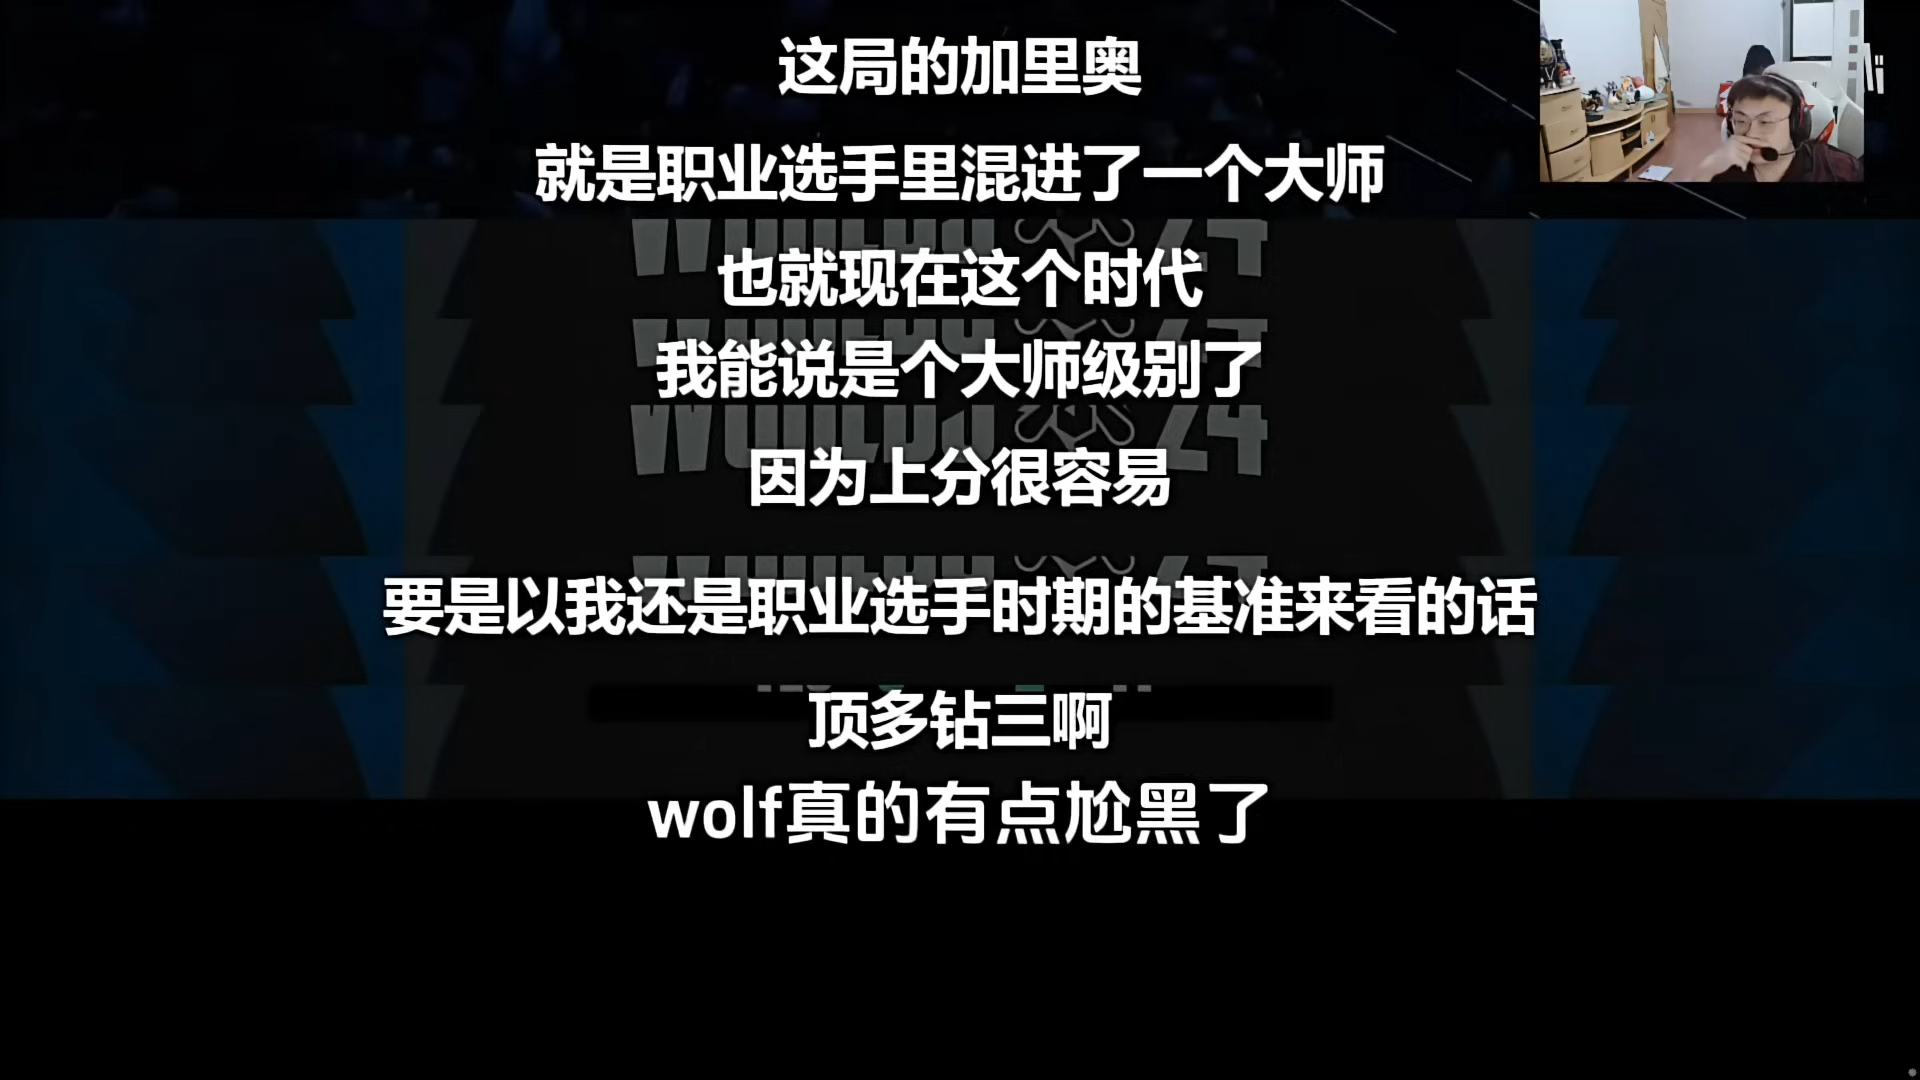 这局的加里奥
就是职业选手里混进了一个大师
也就现在这个时代
我能说是个大师级别了
因为上分很容易
要是以我还是职业选手时期的基准来看的话
顶多钻三啊
wolf真的有点尬黑了